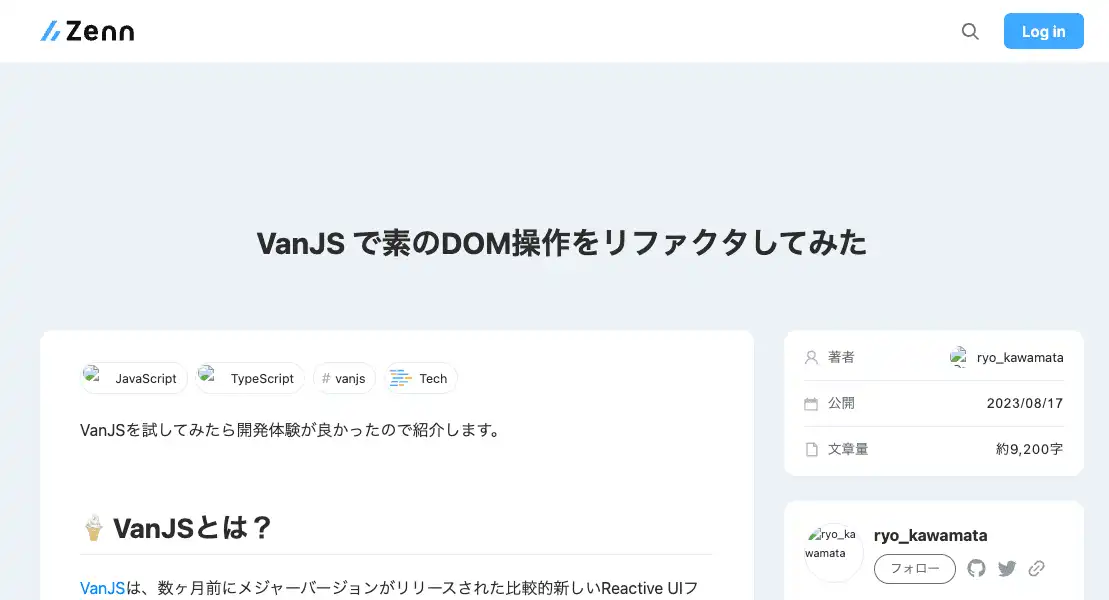 Zenn
Log in
VanJS で素のDOM操作をリファクタしてみた
JavaScript
TypeScript
# vanjs
Tech
VanJSを試してみたら開発体験が良かったので紹介します。
VanJSとは？
VanJSは、数ヶ月前にメジャーバージョンがリリースされた比較的新しいReactive UIフ
著者
ryo_kawamata
公開
2023/08/17
文章量
約9,200字
ryo_ka
wamata
ryo_kawamata
フォロー